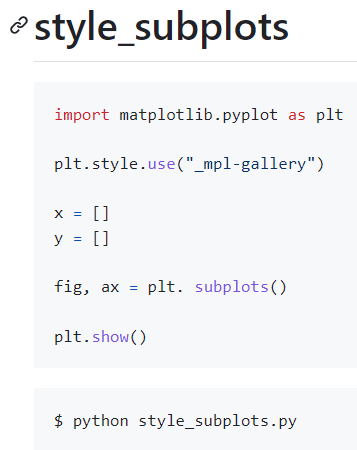 style_subplots
import matplotlib.pyplot as plt
plt.style.use("_mpl-gallery")
x = []
y = []
fig, ax = plt. subplots()
plt.show()
$ python style_subplots.py